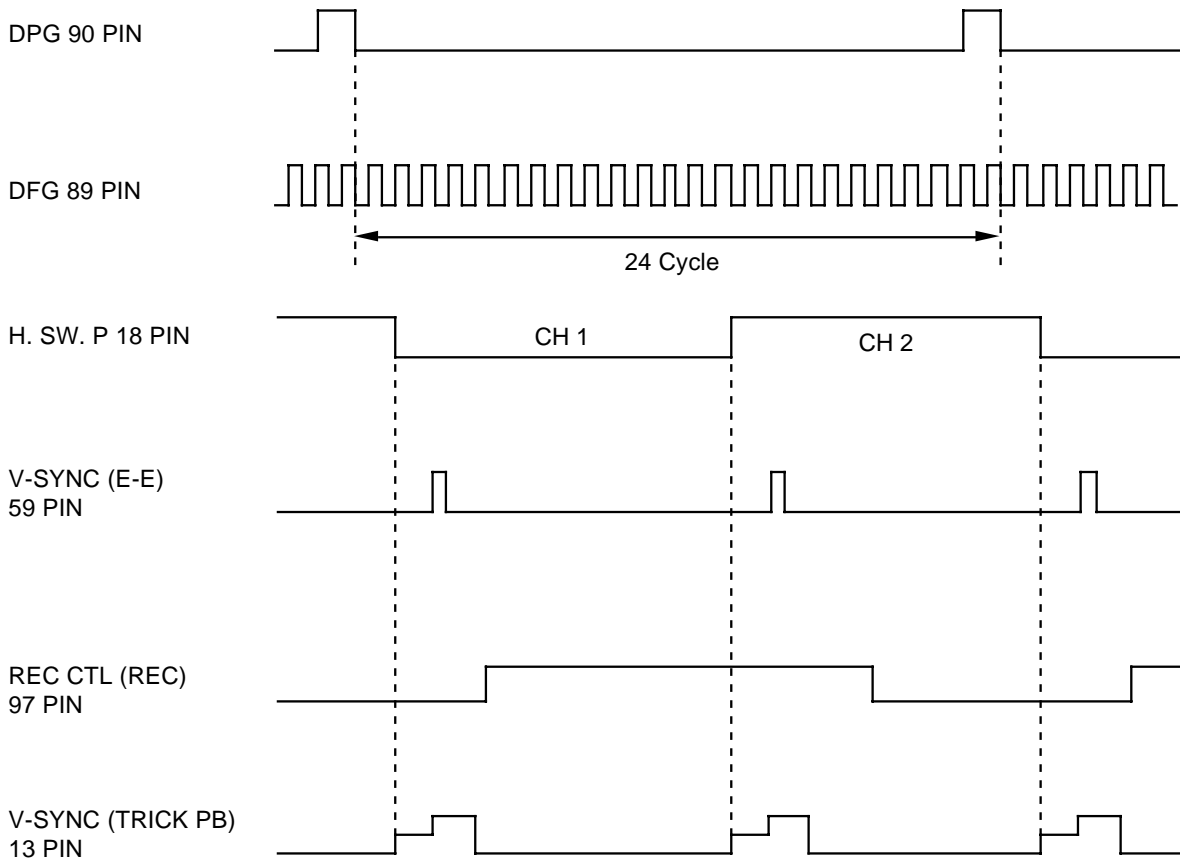 DPG 90 PIN
DFG 89 PIN
24 Cycle
H. SW. P 18 PIN
CH 1
CH 2
V-SYNC (E-E)
59 PIN
REC CTL (REC)
97 PIN
V-SYNC (TRICK PB)
13 PIN